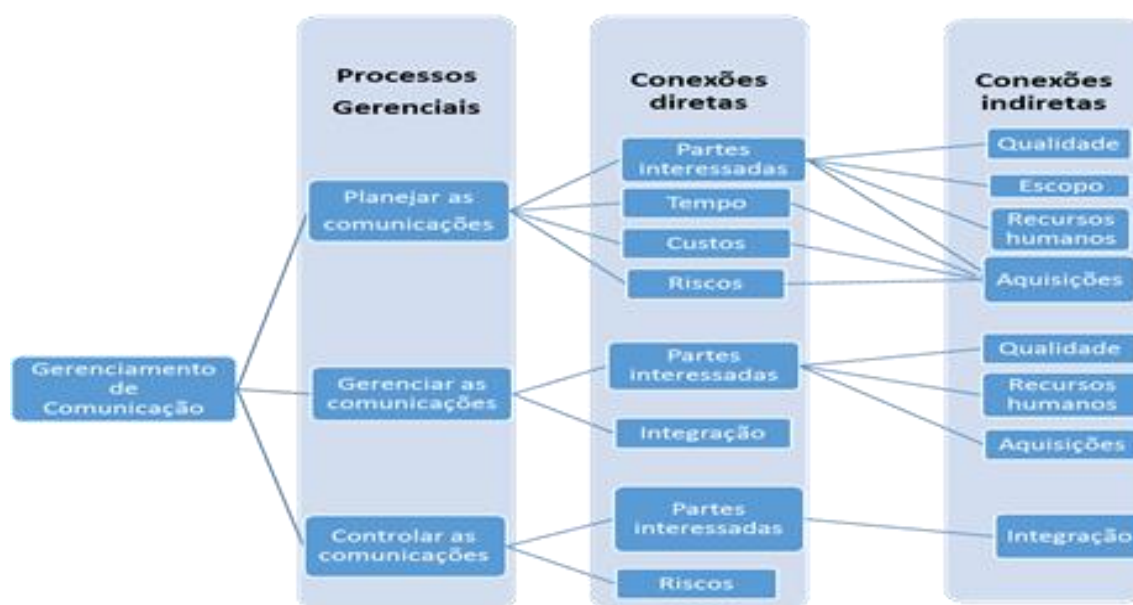 Processos
Gerenciais
Conexões
diretas
Conexões
indiretas
Gerenciamento
de
Comunicação
Planejar as
comunicações
Partes
interessadas
Tempo
Custos
Riscos
Qualidade
Escopo
Recursos
humanos
Aquisições
Gerenciar as
comunicações
Partes
interessadas
Integração
Qualidade
Recursos
humanos
Aquisições
Controlar as
comunicações
Partes
interessadas
Riscos
Integração